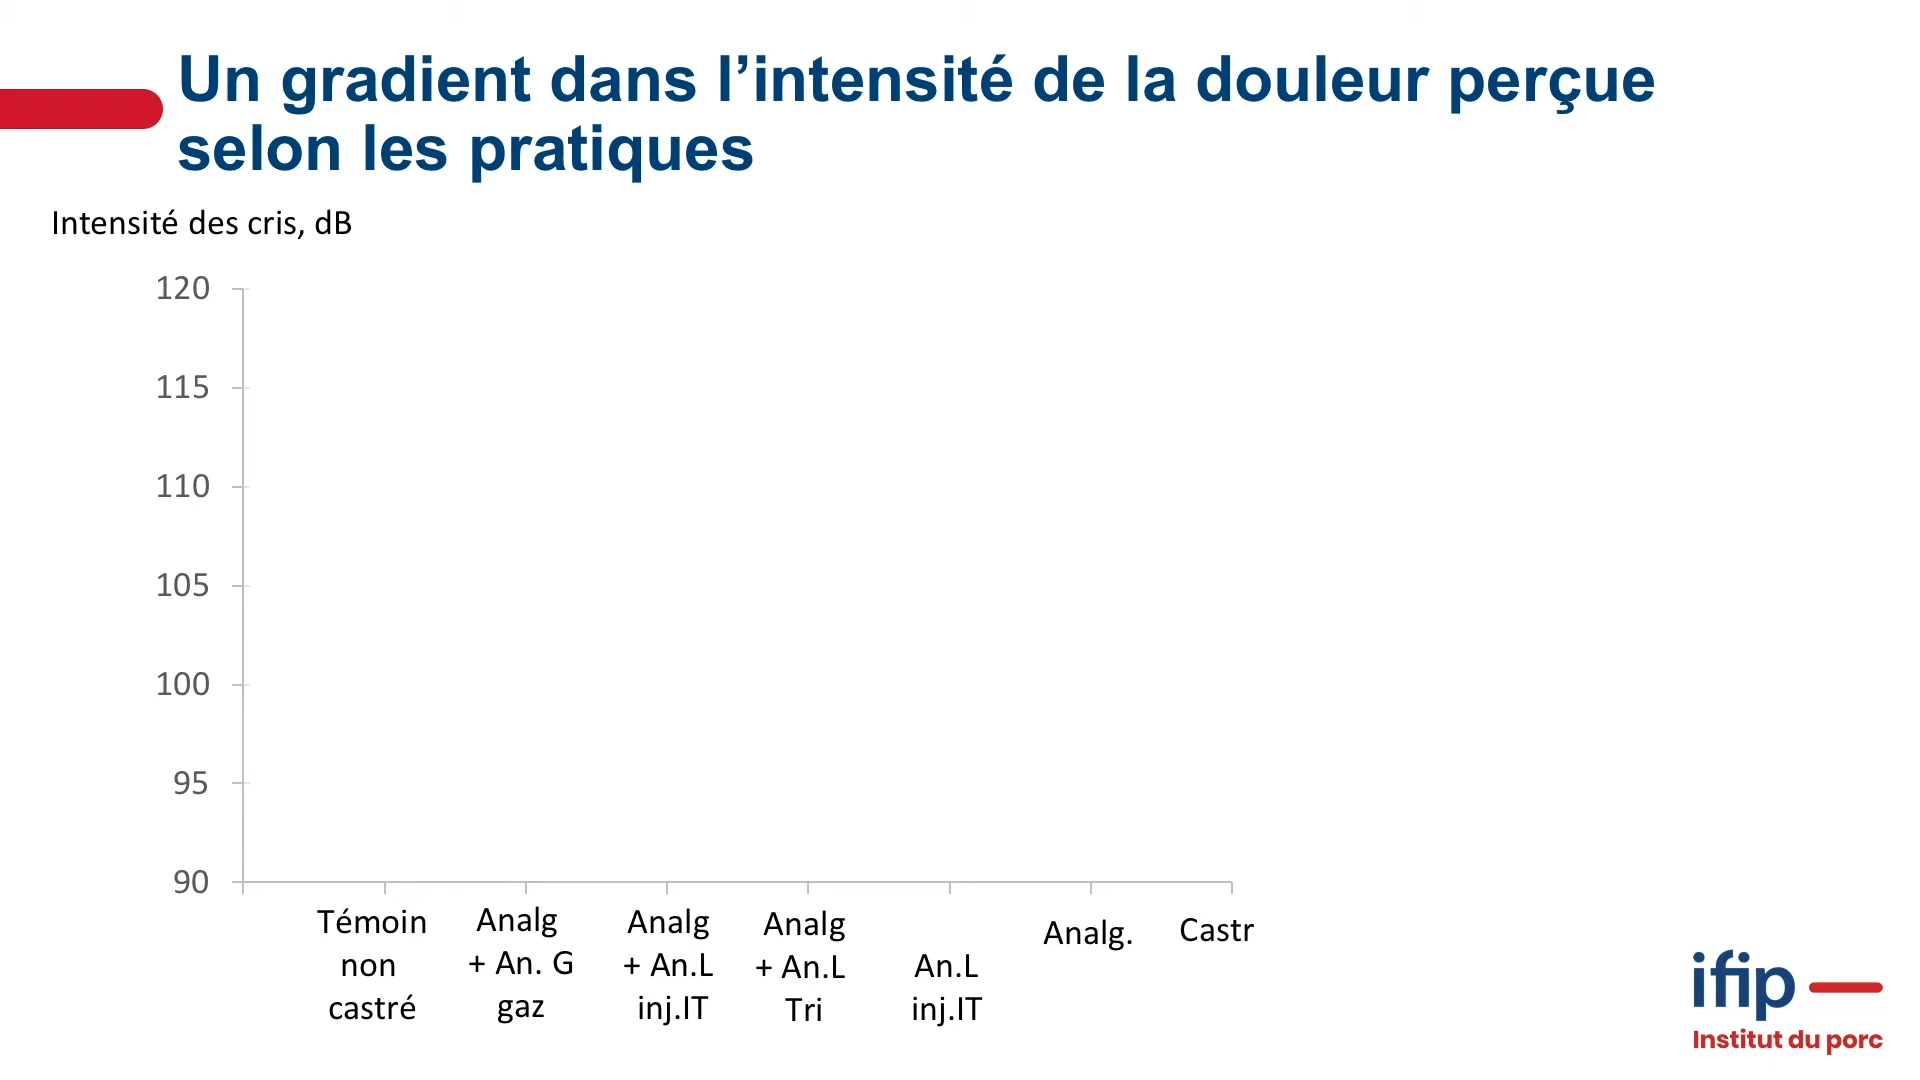 Un gradient dans l’intensité de la douleur perçue
selon les pratiques
Intensité des cris, dB
120
115
110
105
100
95
90
Témoin
non
castré
Analg
+ An. G
gaz
Analg
+ An.L
inj.IT
Analg
+ An.L
Tri
An.L
inj.IT
Analg.
Castr
ifip
Institut du porc